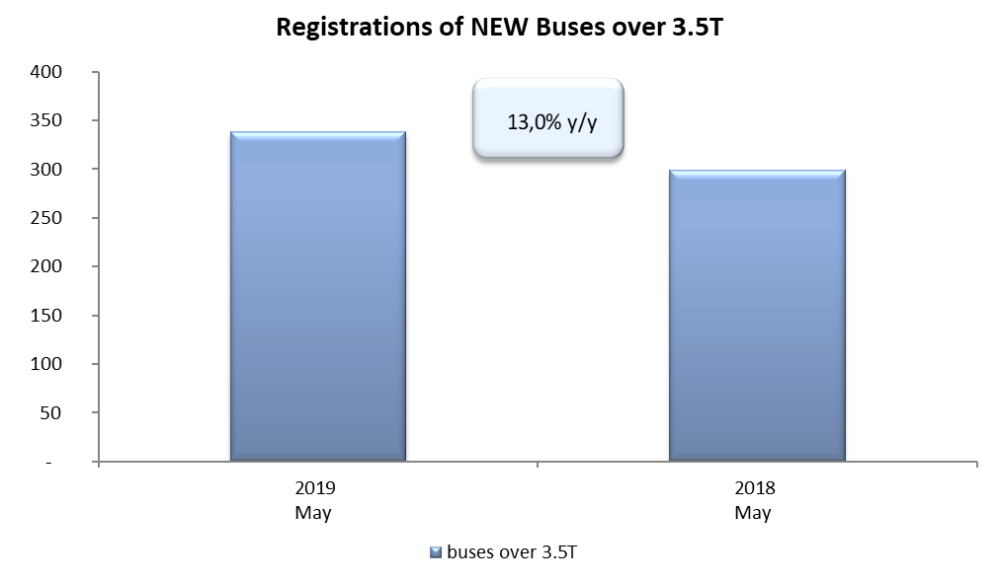 Registrations of NEW Buses over 3.5T
400
350
300
250
200
150
100
50
-
13,0% y/y
2019
May
2018
May
buses over 3.5T